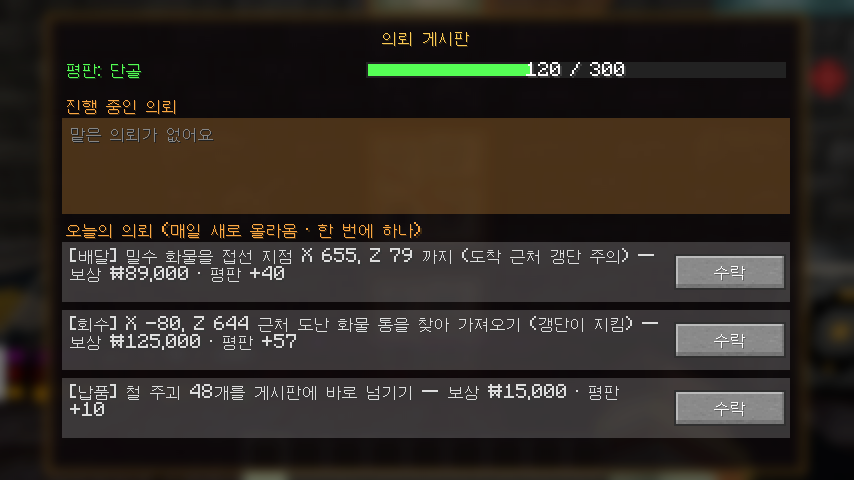 의뢰 게시판
평판: 단골
120 / 300
진행 중인 의뢰
맡은 의뢰가 없어요
오늘의 의뢰 (매일 새로 올라옴 · 한 번에 하나)
[배달] 밀수 화물을 접선 지점 X 655, Z 79 까지 (도착 근처 갱단 주의) —
보상 ₩89,000 · 평판 +40
수락
[회수] X -80, Z 644 근처 도난 화물 통을 찾아 가져오기 (갱단이 지킴) —
보상 ₩125,000 · 평판 +57
수락
[납품] 철 주괴 48개를 게시판에 바로 넘기기 — 보상 ₩15,000 · 평판
+10
수락